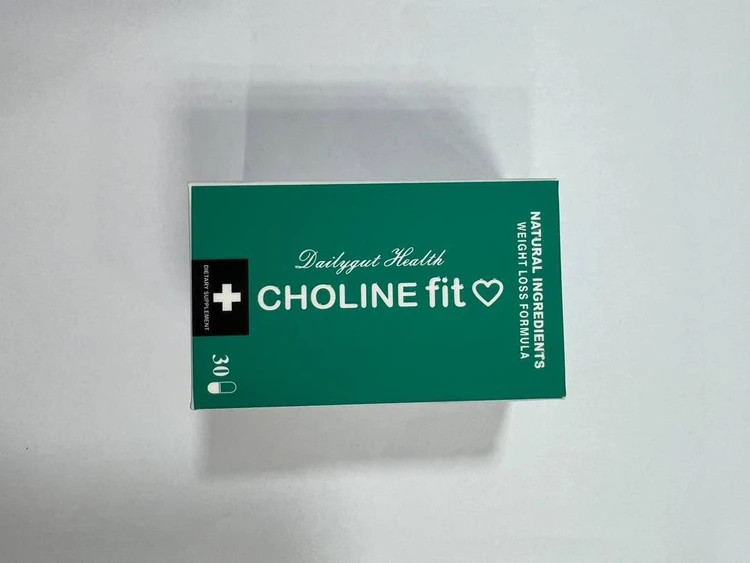 Dailygut Health
CHOLINE fit
NATURAL INGREDIENTS
WEIGHT LOSS FORMULA
DIETARY SUPPLEMENT
30